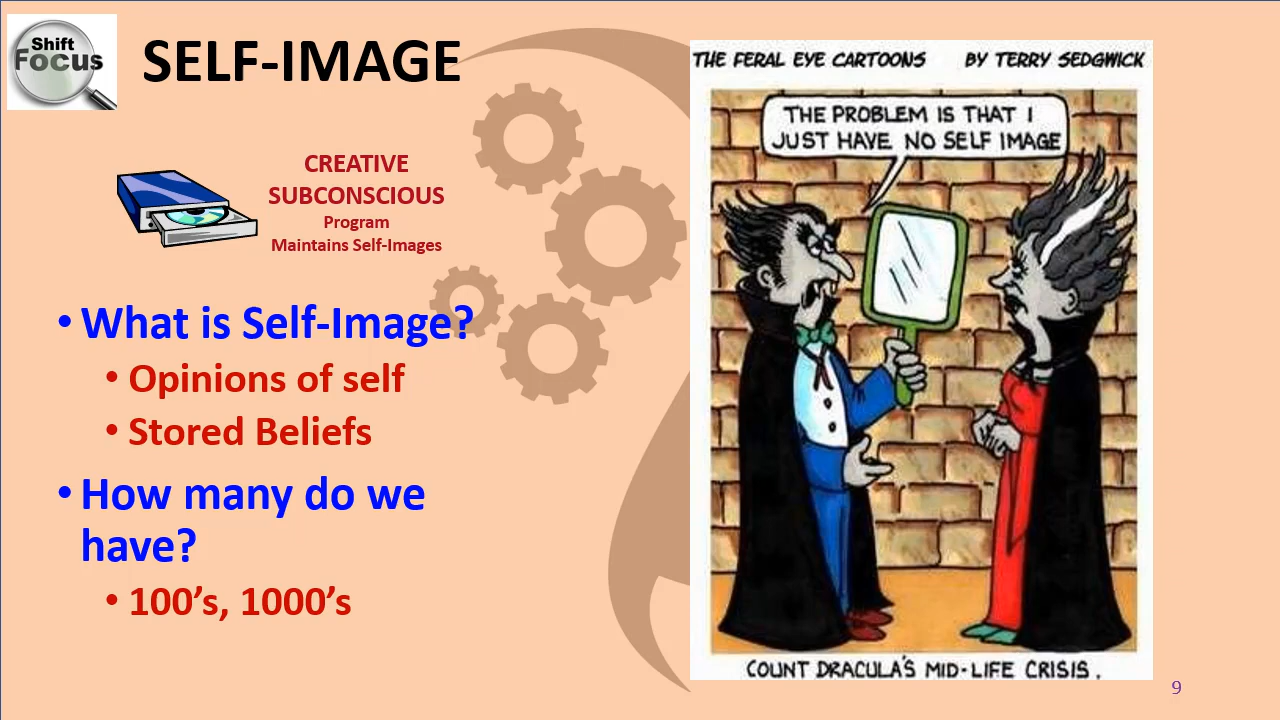 Shift
Focus
SELF-IMAGE
CREATIVE
SUBCONSCIOUS
Program
Maintains Self-Images
• What is Self-Image?
• Opinions of self
• Stored Beliefs
• How many do we
have?
• 100’s, 1000’s
THE FERAL EYE CARTOONS BY TERRY SEDGWICK
THE PROBLEM IS THAT I
JUST HAVE NO SELF IMAGE
COUNT DRACULA'S MID-LIFE CRISIS.
9